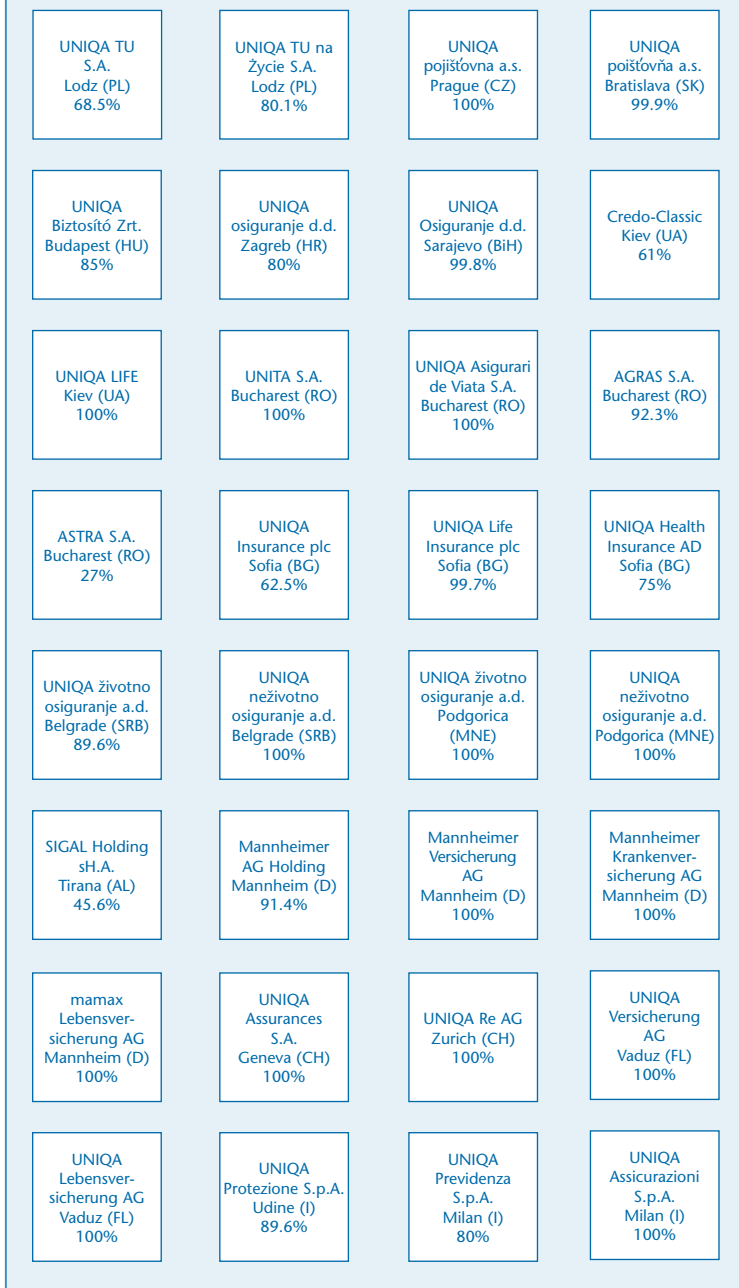 UNIQA TU
S.A.
Lodz (PL)
68.5%
UNIQA TU na
Życie S.A.
Lodz (PL)
80.1%
UNIQA
pojišťovna a.s.
Prague (CZ)
100%
UNIQA
poišťovňa a.s.
Bratislava (SK)
99.9%
UNIQA
Biztosító Zrt.
Budapest (HU)
85%
UNIQA
osiguranje d.d.
Zagreb (HR)
80%
UNIQA
Osiguranje d.d.
Sarajevo (BiH)
99.8%
Credo-Classic
Kiev (UA)
61%
UNIQA LIFE
Kiev (UA)
100%
UNITA S.A.
Bucharest (RO)
100%
UNIQA Asigurari
de Viata S.A.
Bucharest (RO)
100%
AGRAS S.A.
Bucharest (RO)
92.3%
ASTRA S.A.
Bucharest (RO)
27%
UNIQA
Insurance plc
Sofia (BG)
62.5%
UNIQA Life
Insurance plc
Sofia (BG)
99.7%
UNIQA Health
Insurance AD
Sofia (BG)
75%
UNIQA životno
osiguranje a.d.
Belgrade (SRB)
89.6%
UNIQA
neživotno
osiguranje a.d.
Belgrade (SRB)
100%
UNIQA životno
osiguranje a.d.
Podgorica
(MNE)
100%
UNIQA
neživotno
osiguranje a.d.
Podgorica (MNE)
100%
SIGAL Holding
sH.A.
Tirana (AL)
45.6%
Mannheimer
AG Holding
Mannheim (D)
91.4%
Mannheimer
Versicherung
AG
Mannheim (D)
100%
Mannheimer
Krankenver-
sicherung AG
Mannheim (D)
100%
mamax
Lebensver-
sicherung AG
Mannheim (D)
100%
UNIQA
Assurances
S.A.
Geneva (CH)
100%
UNIQA Re AG
Zurich (CH)
100%
UNIQA
Versicherung
AG
Vaduz (FL)
100%
UNIQA
Lebensver-
sicherung AG
Vaduz (FL)
100%
UNIQA
Protezione S.p.A.
Udine (I)
89.6%
UNIQA
Previdenza
S.p.A.
Milan (I)
80%
UNIQA
Assicurazioni
S.p.A.
Milan (I)
100%